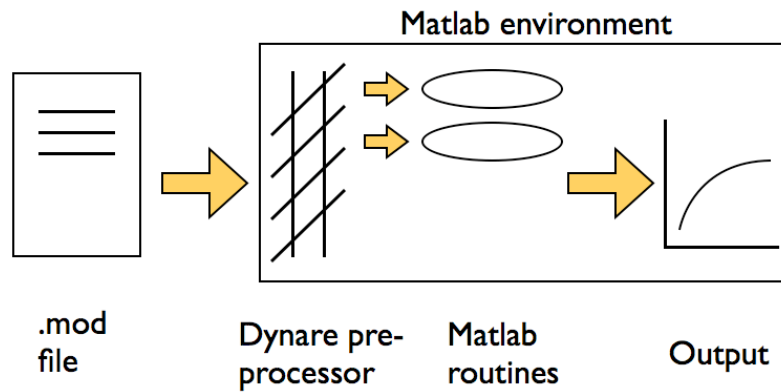 Matlab environment
.mod
file
Dynare pre-
processor
Matlab
routines
Output